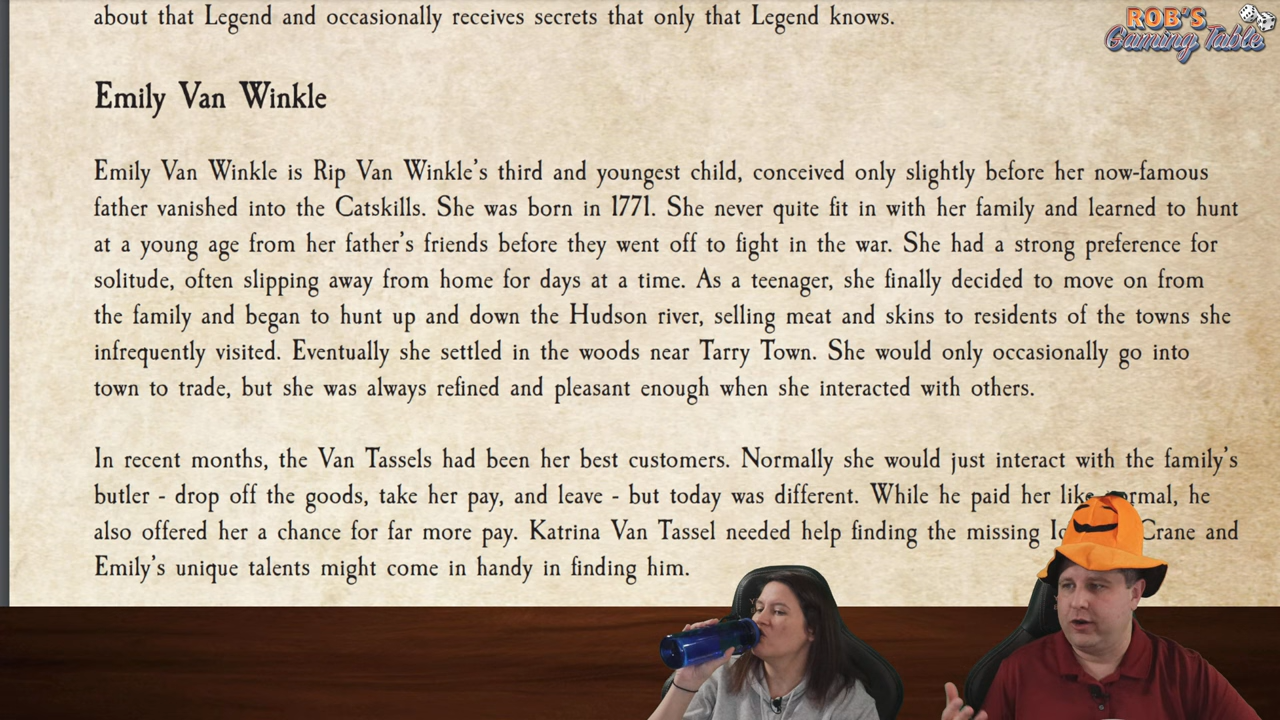 about that Legend and occasionally receives secrets that only that Legend knows.
ROB'S
Gaming Table
Emily Van Winkle
Emily Van Winkle is Rip Van Winkle's third and youngest child, conceived only slightly before her now-famous
father vanished into the Catskills. She was born in 1771. She never quite fit in with her family and learned to hunt
at a young age from her father's friends before they went off to fight in the war. She had a strong preference for
solitude, often slipping away from home for days at a time. As a teenager, she finally decided to move on from
the family and began to hunt up and down the Hudson river, selling meat and skins to residents of the towns she
infrequently visited. Eventually she settled in the woods near Tarry Town. She would only occasionally go into
town to trade, but she was always refined and pleasant enough when she interacted with others.
In recent months, the Van Tassels had been her best customers. Normally she would just interact with the family's
butler - drop off the goods, take her pay, and leave - but today was different. While he paid her like normal, he
also offered her a chance for far more pay. Katrina Van Tassel needed help finding the missing Crane and
Emily's unique talents might come in handy in finding him.